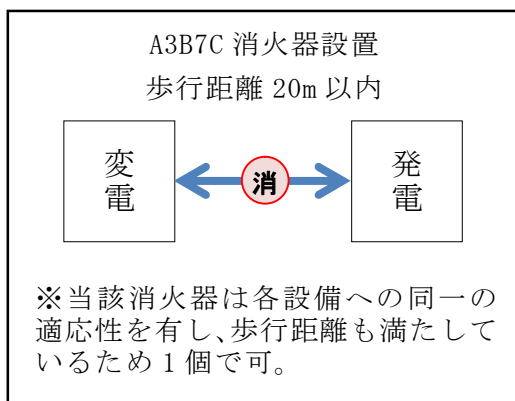 A3B7C 消火器設置
歩行距離 20m 以内
変電
消
発電
※当該消火器は各設備への同一の
適応性を有し、歩行距離も満たして
いるため 1 個で可。